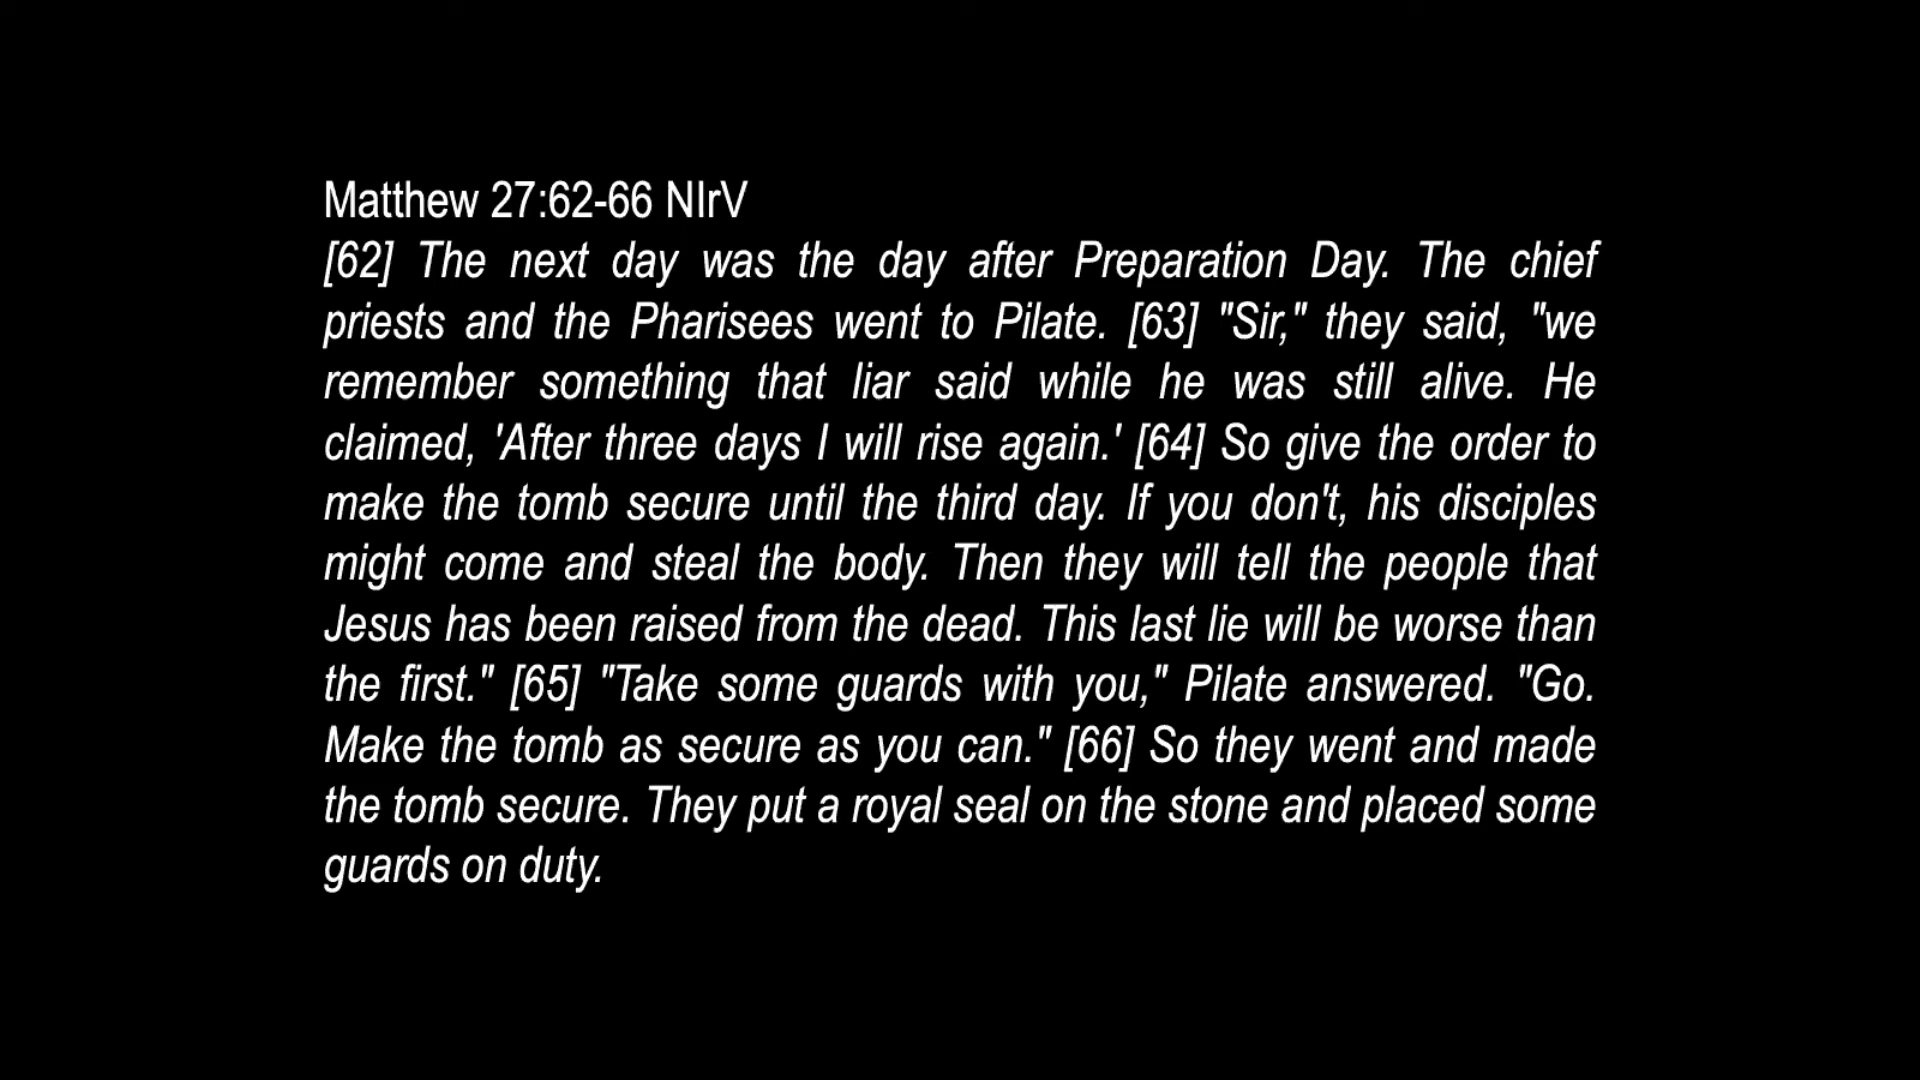 Matthew 27:62-66 NIrV
[62] The next day was the day after Preparation Day. The chief
priests and the Pharisees went to Pilate. [63] "Sir," they said, "we
remember something that liar said while he was still alive. He
claimed, 'After three days I will rise again.' [64] So give the order to
make the tomb secure until the third day. If you don't, his disciples
might come and steal the body. Then they will tell the people that
Jesus has been raised from the dead. This last lie will be worse than
the first." [65] "Take some guards with you," Pilate answered. "Go.
Make the tomb as secure as you can." [66] So they went and made
the tomb secure. They put a royal seal on the stone and placed some
guards on duty.